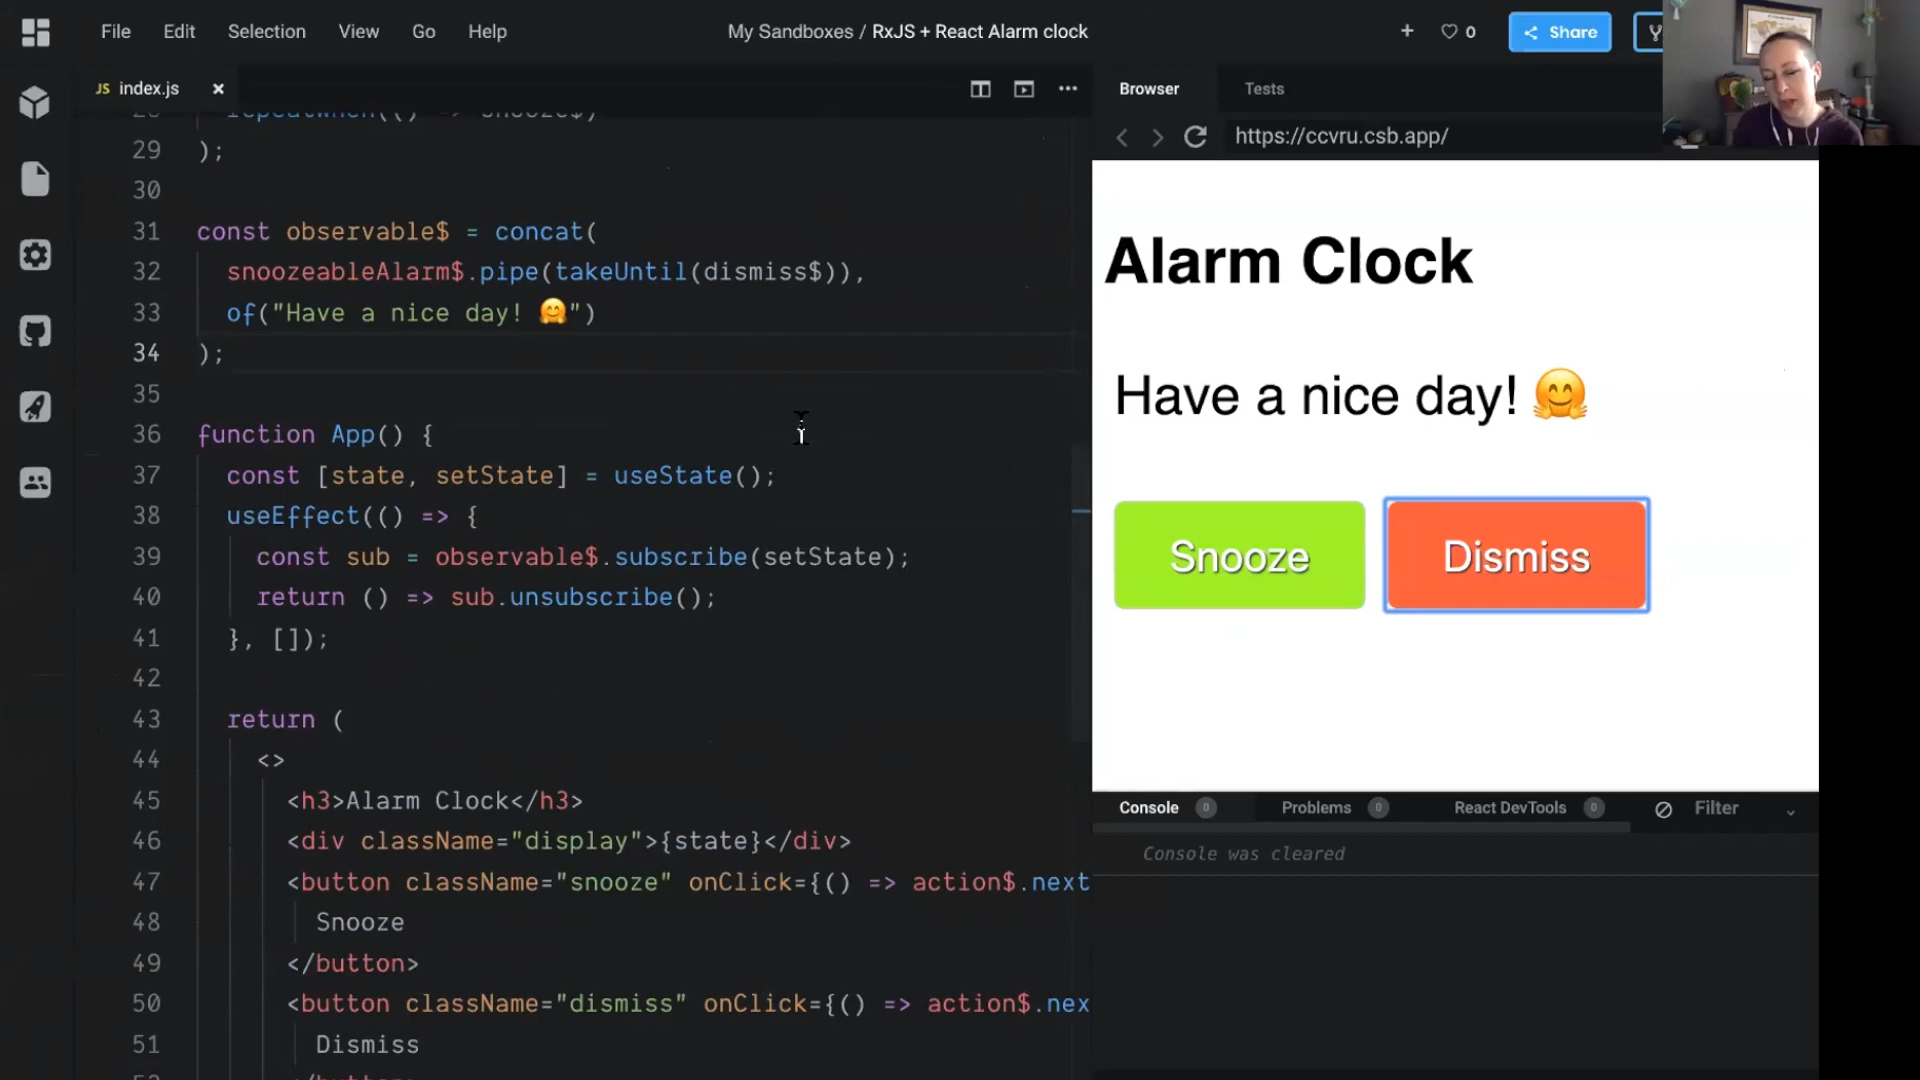 File Edit Selection View Go Help
My Sandboxes / RxJS + React Alarm clock
+ 0 Share
JS index.js ×
Browser Tests
https://ccvru.csb.app/
28 repeatWhen(() => snooze$)
29 );
30
31 const observable$ = concat(
32 snoozeableAlarm$.pipe(takeUntil(dismiss$)),
33 of("Have a nice day! 🤗")
34 );
35
36 function App() {
37 const [state, setState] = useState();
38 useEffect(() => {
39 const sub = observable$.subscribe(setState);
40 return () => sub.unsubscribe();
41 }, []);
42
43 return (
44 <>
45 <h3>Alarm Clock</h3>
46 <div className="display">{state}</div>
47 <button className="snooze" onClick={() => action$.next
48 Snooze
49 </button>
50 <button className="dismiss" onClick={() => action$.nex
51 Dismiss
Alarm Clock
Have a nice day! 🤗
Snooze Dismiss
Console 0 Problems 0 React DevTools 0 Filter
Console was cleared